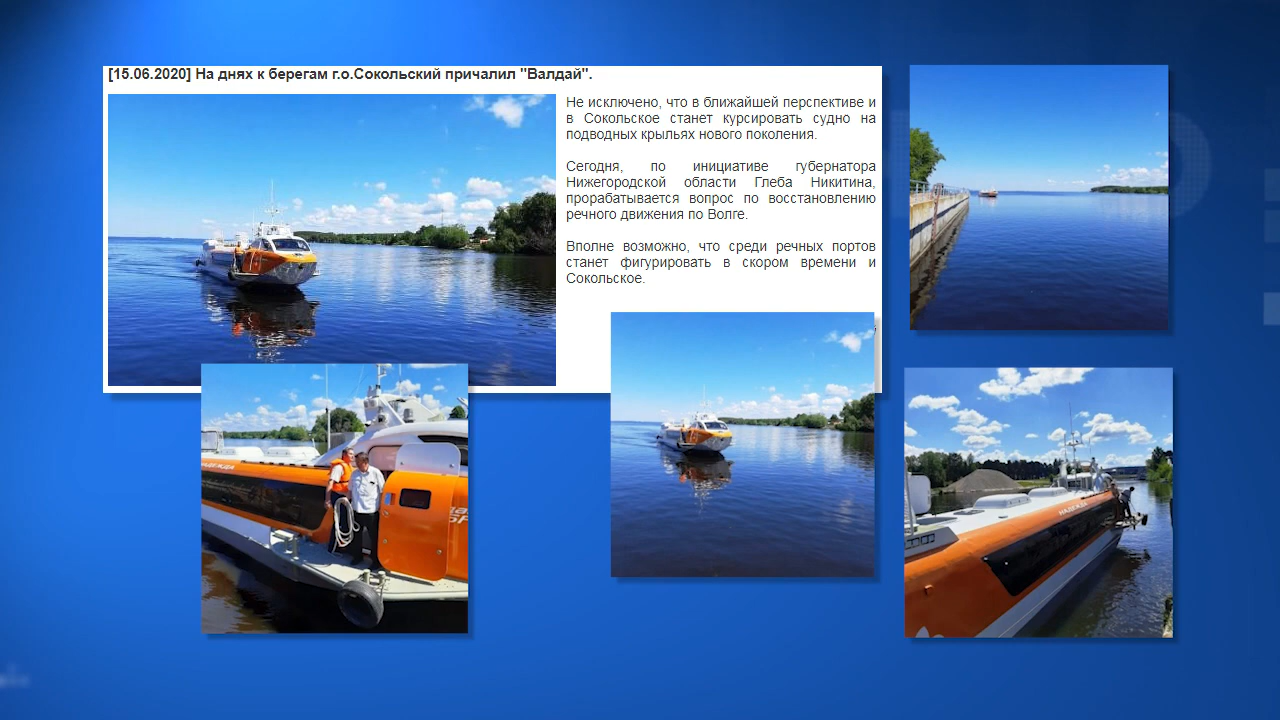 [15.06.2020] На днях к берегам г.о.Сокольский причалил "Валдай".
Не исключено, что в ближайшей перспективе и
в Сокольское станет курсировать судно на
подводных крыльях нового поколения.
Сегодня, по инициативе губернатора
Нижегородской области Глеба Никитина,
прорабатывается вопрос по восстановлению
речного движения по Волге.
Вполне возможно, что среди речных портов
станет фигурировать в скором времени и
Сокольское.
НАДЕЖДА
НАДЕЖДА